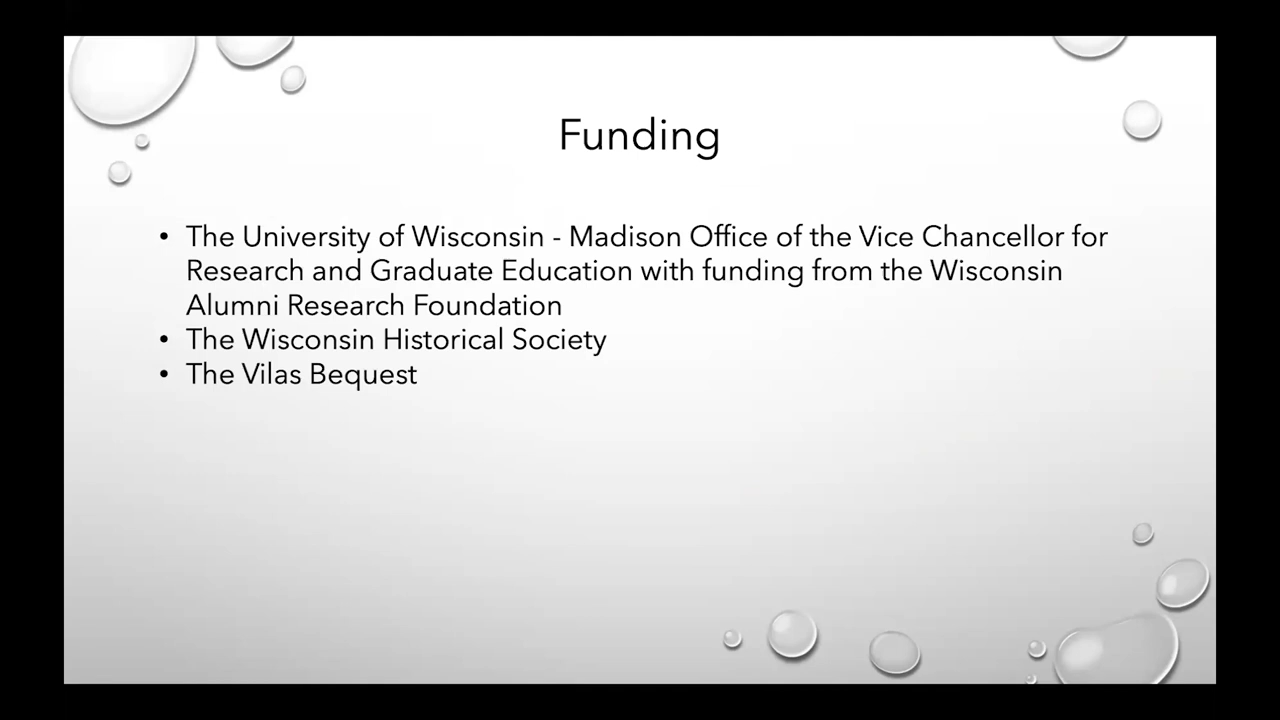 Funding
• The University of Wisconsin - Madison Office of the Vice Chancellor for
Research and Graduate Education with funding from the Wisconsin
Alumni Research Foundation
• The Wisconsin Historical Society
• The Vilas Bequest